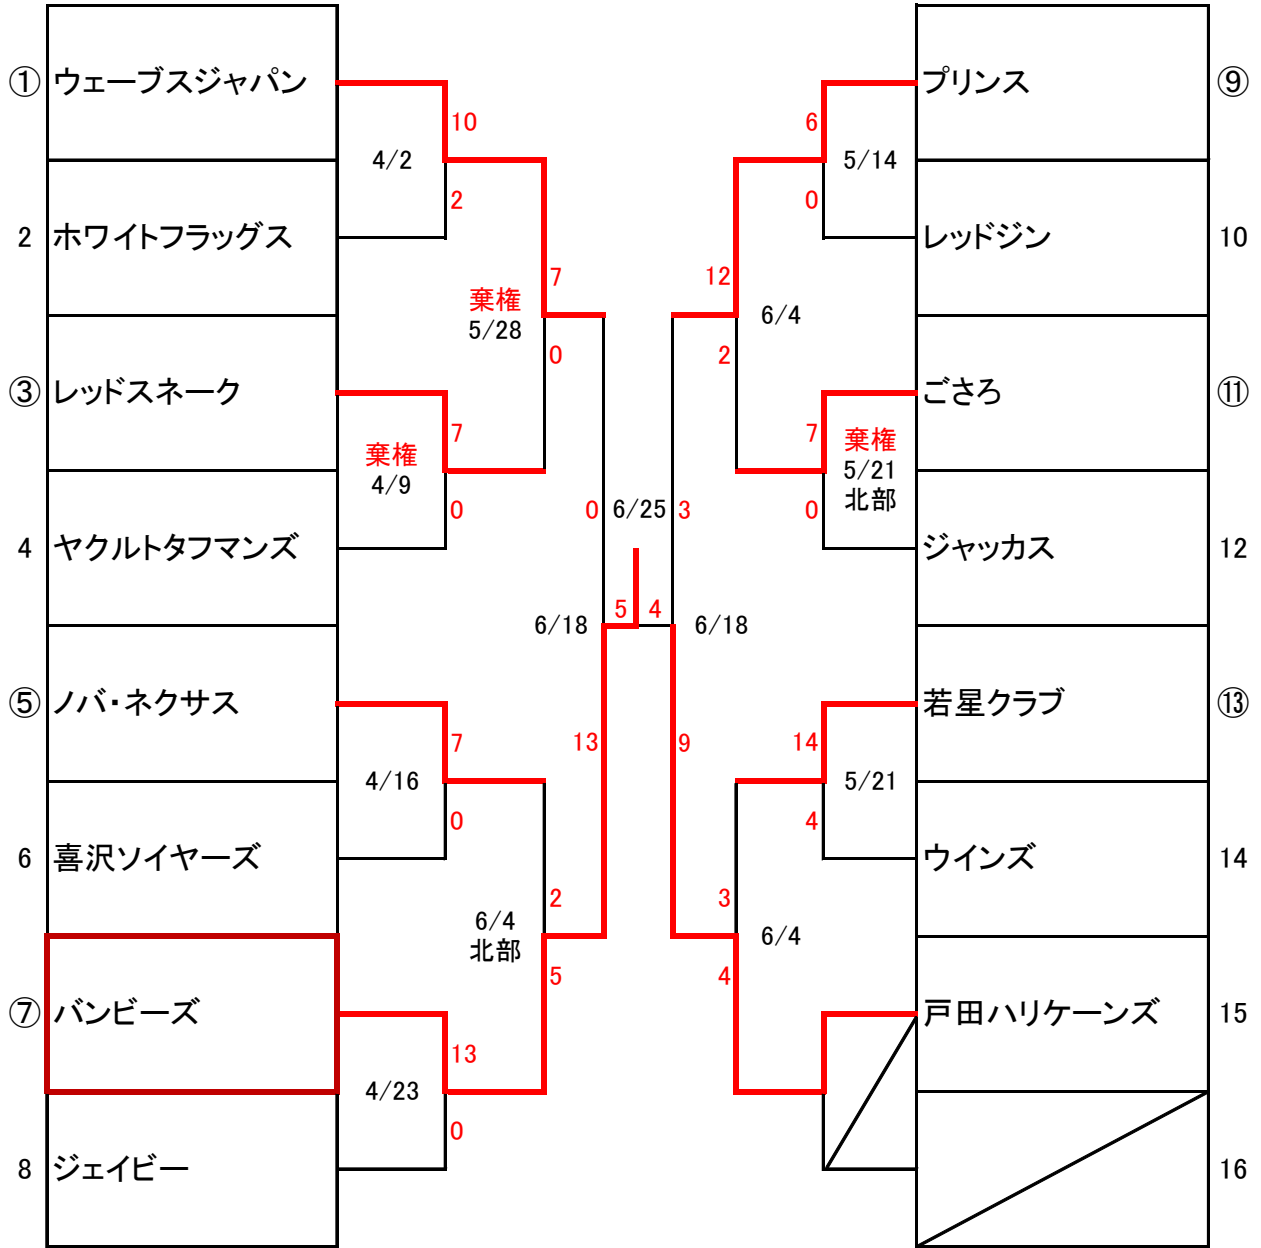 ① ウェーブスジャパン
10
4/2
2
2 ホワイトフラッグス
7
棄権
5/28
0
③ レッドスネーク
7
棄権
4/9
0
4 ヤクルトタフマンズ
0
6/25
3
5
4
6/18
6/18
⑤ ノバ・ネクサス
7
4/16
0
6 喜沢ソイヤーズ
13
2
6/4
北部
5
⑦ バンビーズ
13
4/23
0
8 ジェイビー
プリンス ⑨
6
5/14
0
レッドジン 10
12
6/4
2
ごさろ ⑪
7
棄権
5/21
北部
0
ジャッカス 12
若星クラブ ⑬
14
5/21
4
ウインズ 14
9
3
6/4
4
戸田ハリケーンズ 15
16